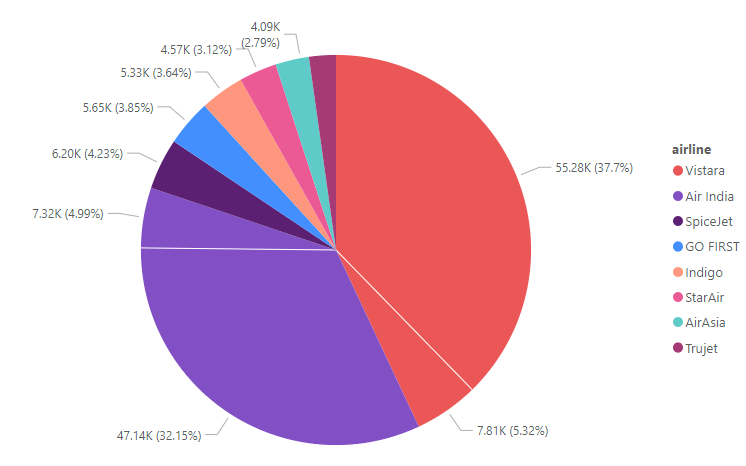 4.09K
(2.79%)
4.57K (3.12%)
5.33K (3.64%)
5.65K (3.85%)
6.20K (4.23%)
7.32K (4.99%)
47.14K (32.15%)
55.28K (37.7%)
7.81K (5.32%)
airline
Vistara
Air India
SpiceJet
GO FIRST
Indigo
StarAir
AirAsia
Trujet